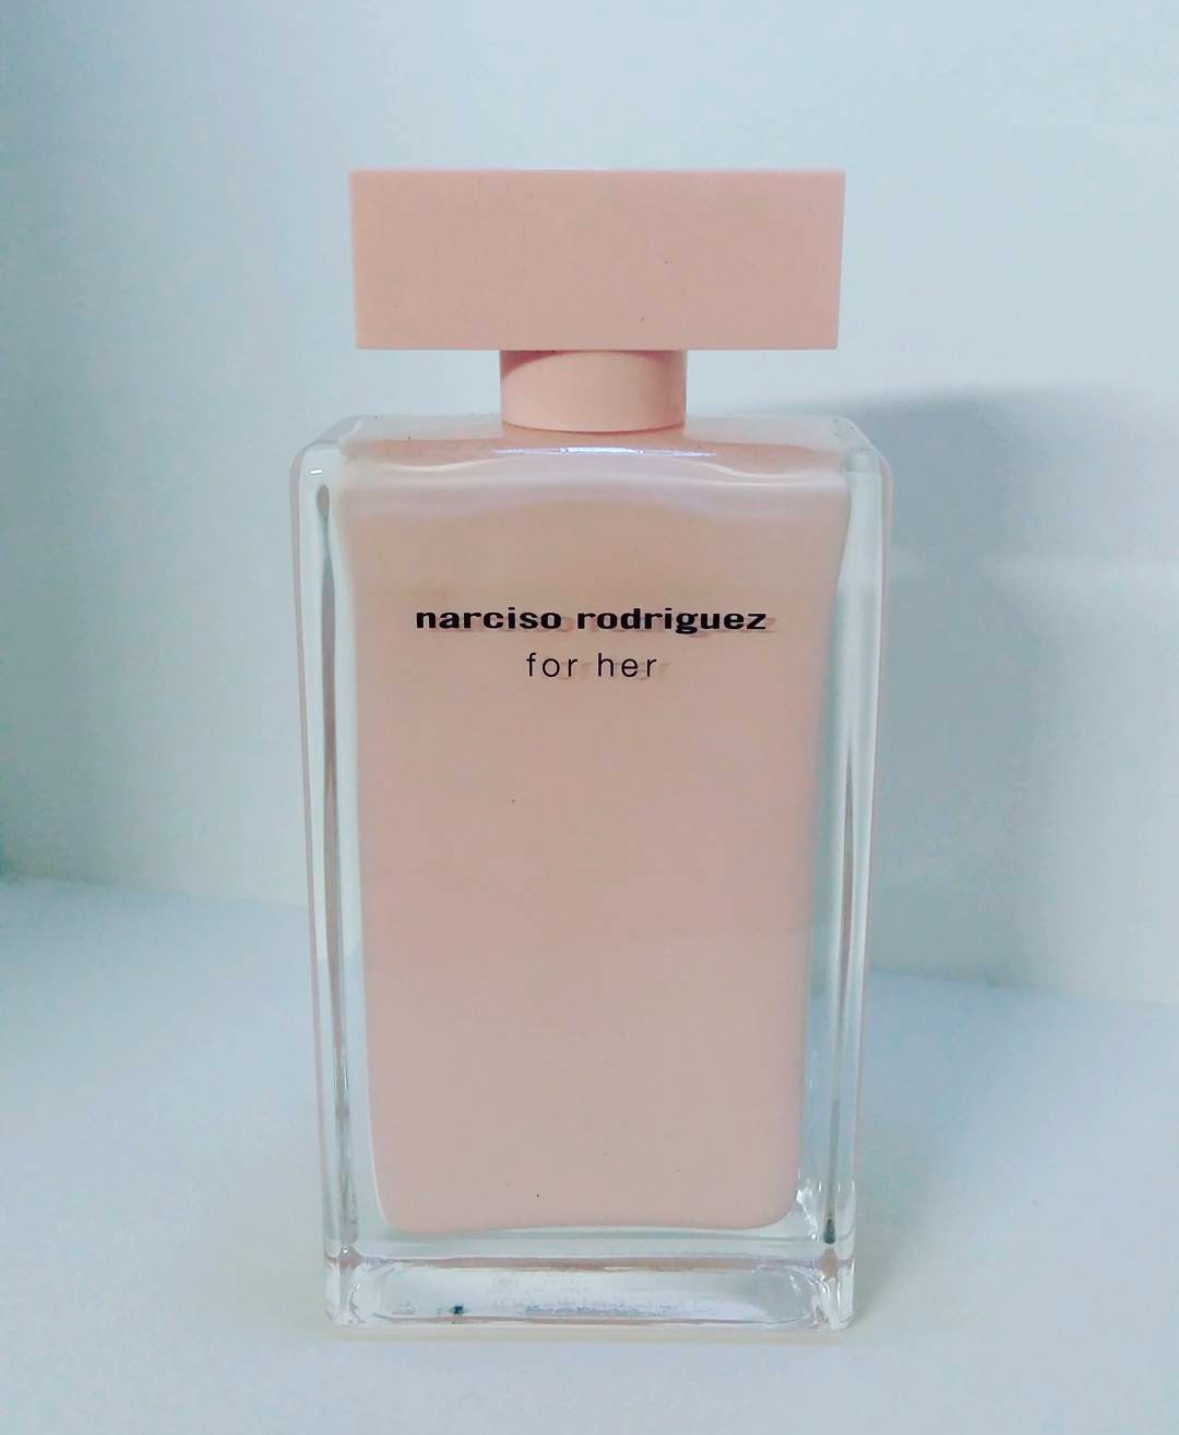 narciso rodriguez
for her